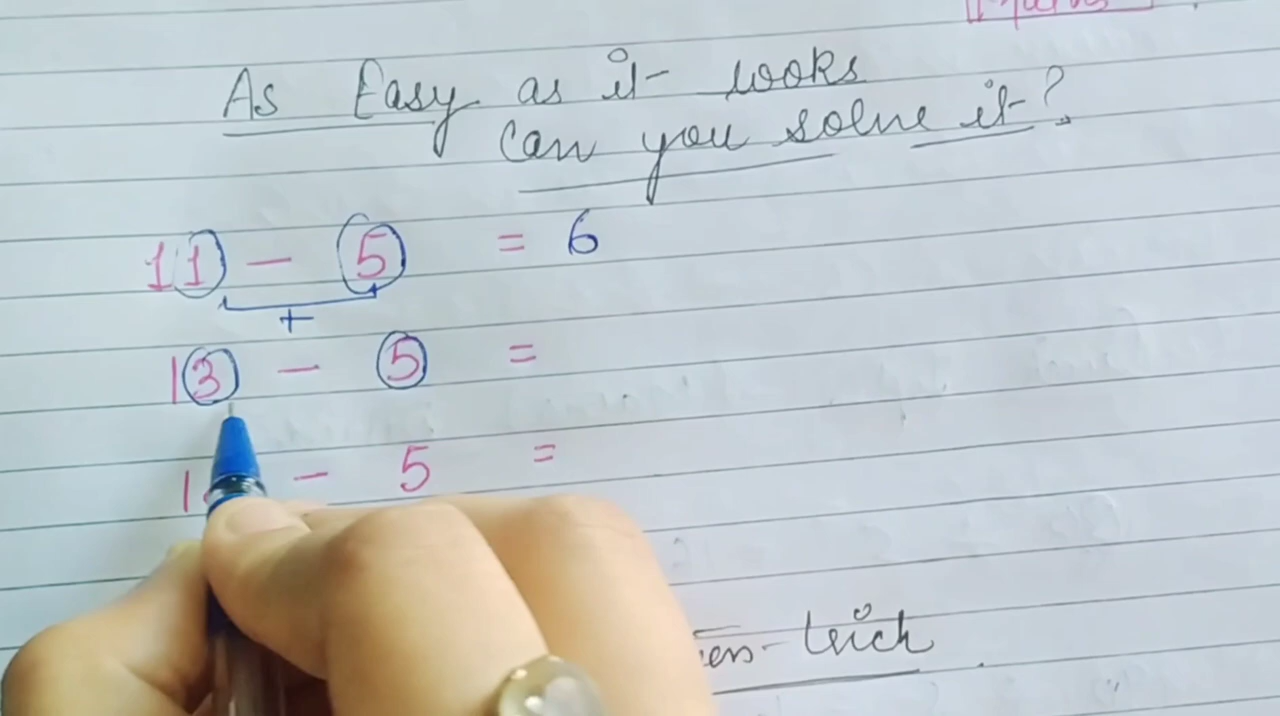 As Easy as it looks
can you solve it?
11 - 5 = 6
+
13 - 5 =
1 - 5 =
trick